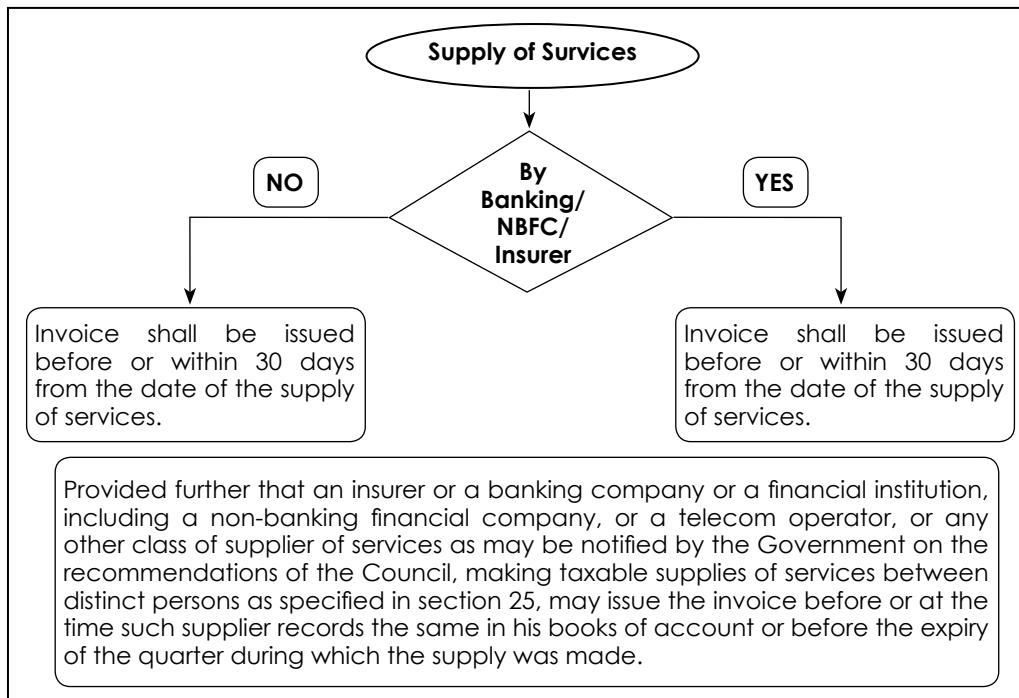 Supply of Survices
By
Banking/
NBFC/
Insurer
NO
YES
Invoice shall be issued
before or within 30 days
from the date of the supply
of services.
Invoice shall be issued
before or within 30 days
from the date of the supply
of services.
Provided further that an insurer or a banking company or a financial institution,
including a non-banking financial company, or a telecom operator, or any
other class of supplier of services as may be notified by the Government on the
recommendations of the Council, making taxable supplies of services between
distinct persons as specified in section 25, may issue the invoice before or at the
time such supplier records the same in his books of account or before the expiry
of the quarter during which the supply was made.